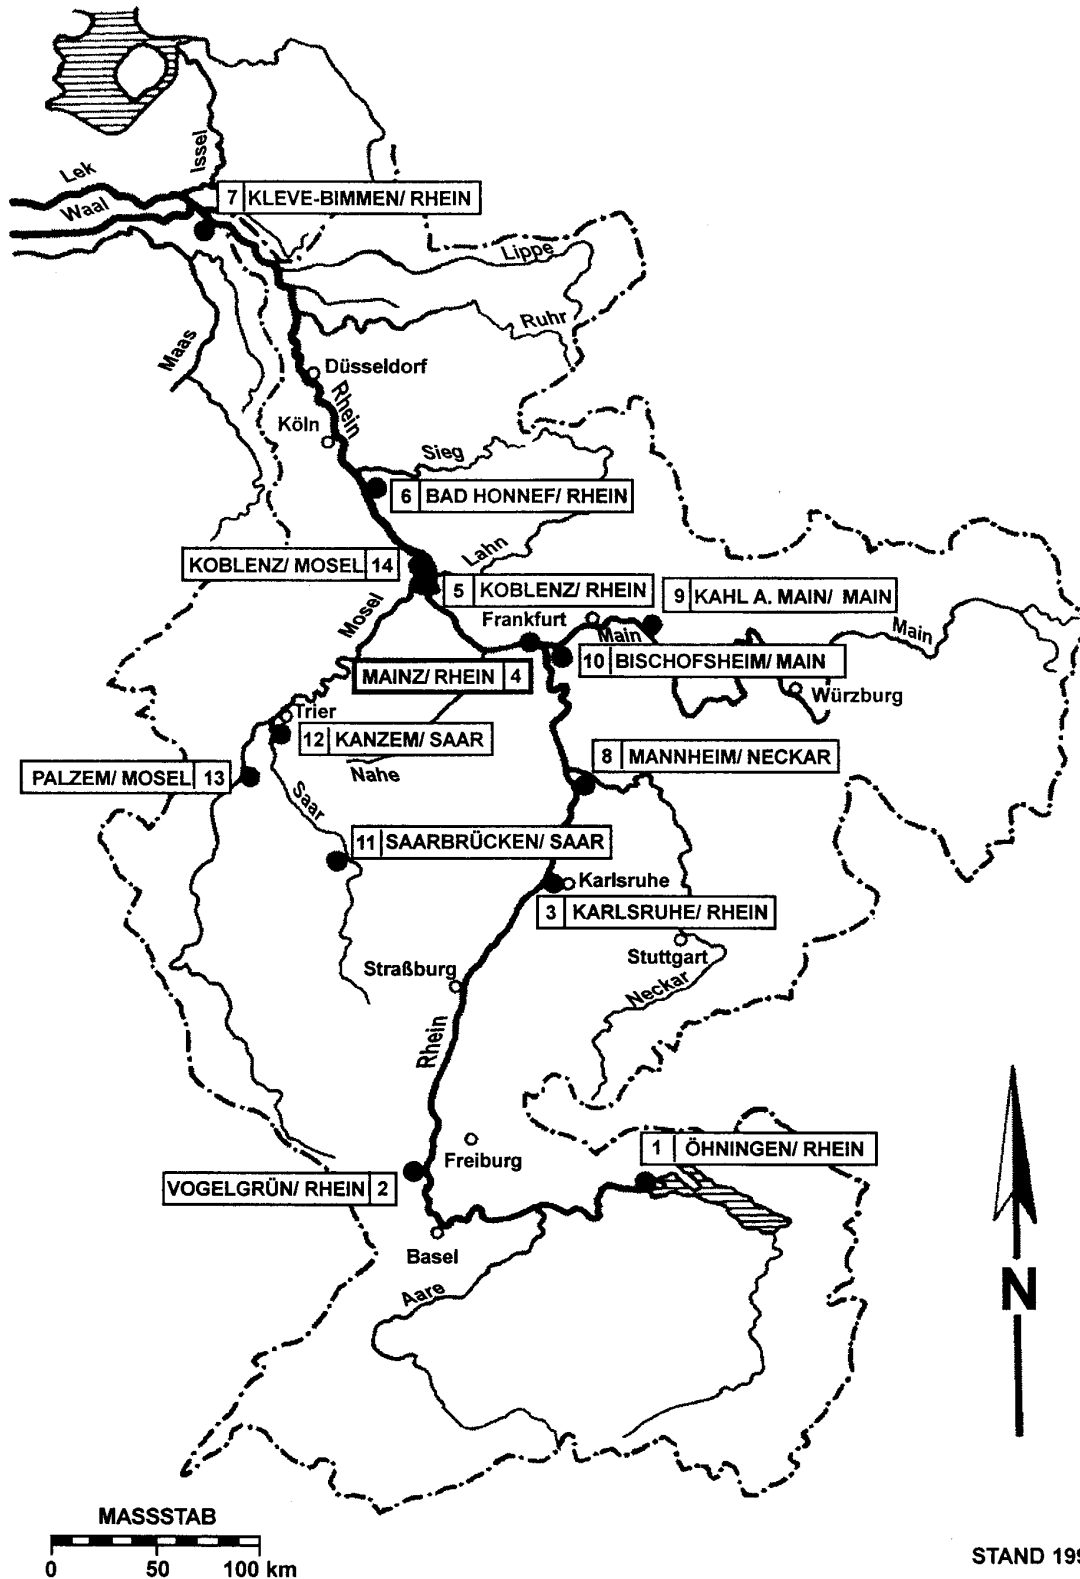 Issel
Lek
7 KLEVE-BIMMEN/ RHEIN
Waal
Lippe
Ruhr
Maas
Düsseldorf
Rhein
Köln
Sieg
6 BAD HONNEF/ RHEIN
Lahn
KOBLENZ/ MOSEL 14
5 KOBLENZ/ RHEIN
9 KAHL A. MAIN/ MAIN
Mosel
Frankfurt
Main
Main
10 BISCHOFSHEIM/ MAIN
MAINZ/ RHEIN 4
Würzburg
Trier
12 KANZEM/ SAAR
8 MANNHEIM/ NECKAR
PALZEM/ MOSEL 13
Nahe
Saar
11 SAARBRÜCKEN/ SAAR
Karlsruhe
3 KARLSRUHE/ RHEIN
Stuttgart
Straßburg
Neckar
Rhein
1 ÖHNINGEN/ RHEIN
Freiburg
VOGELGRÜN/ RHEIN 2
Basel
Aare
N
MASSSTAB
0 50 100 km
STAND 199